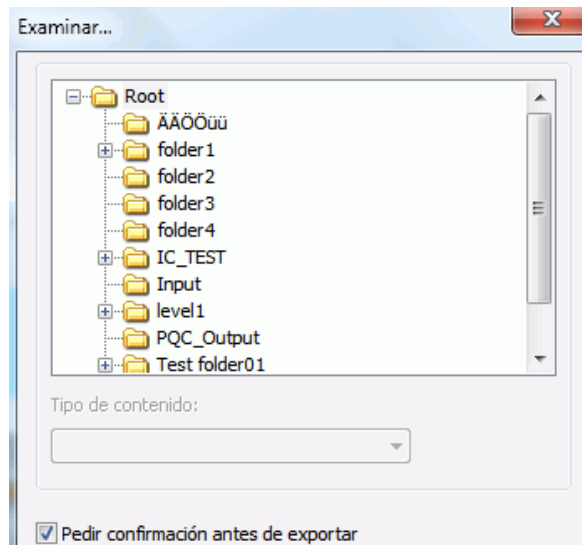 Examinar...
Root
ÄÄÖÖüü
folder1
folder2
folder3
folder4
IC_TEST
Input
level1
PQC_Output
Test folder01
Tipo de contenido:
Pedir confirmación antes de exportar